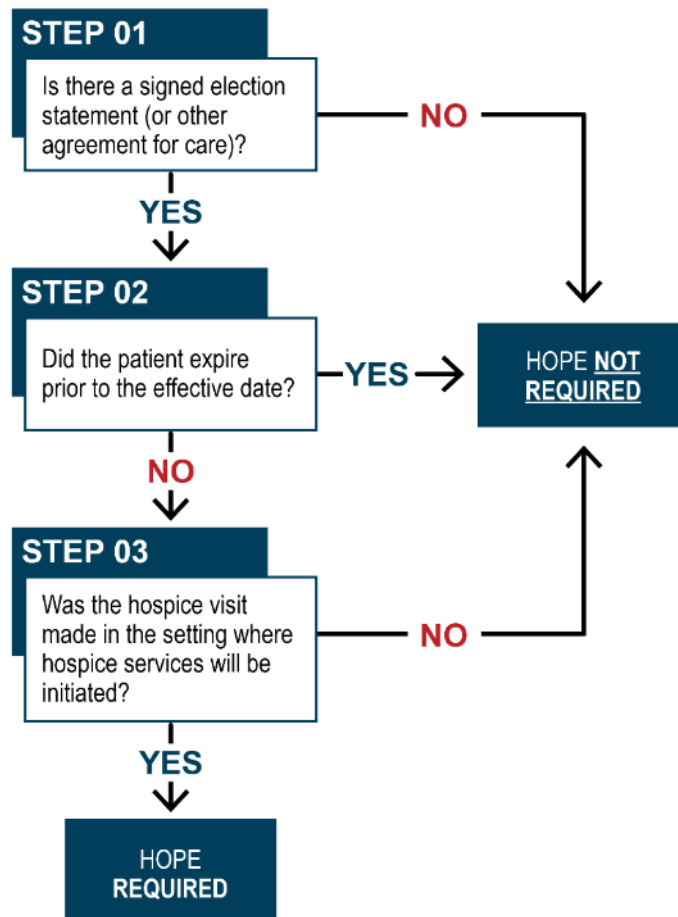 STEP 01
Is there a signed election
statement (or other
agreement for care)?
NO
YES
STEP 02
Did the patient expire
prior to the effective date?
YES
HOPE NOT
REQUIRED
NO
STEP 03
Was the hospice visit
made in the setting where
hospice services will be
initiated?
NO
YES
HOPE
REQUIRED